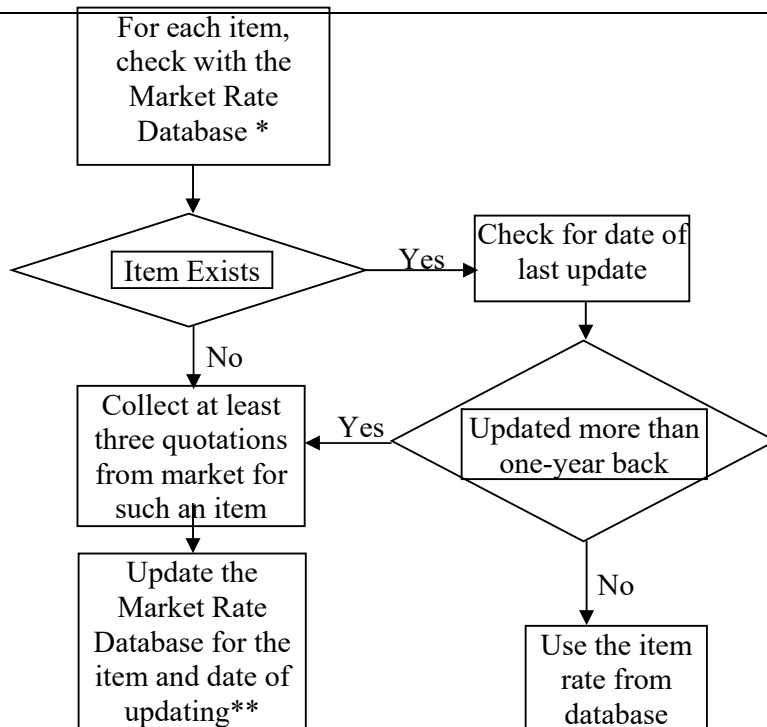 For each item,
check with the
Market Rate
Database *
Item Exists
Yes
Check for date of
last update
No
Collect at least
three quotations
from market for
such an item
Yes
Updated more than
one-year back
Update the
Market Rate
Database for the
item and date of
updating**
No
Use the item
rate from
database